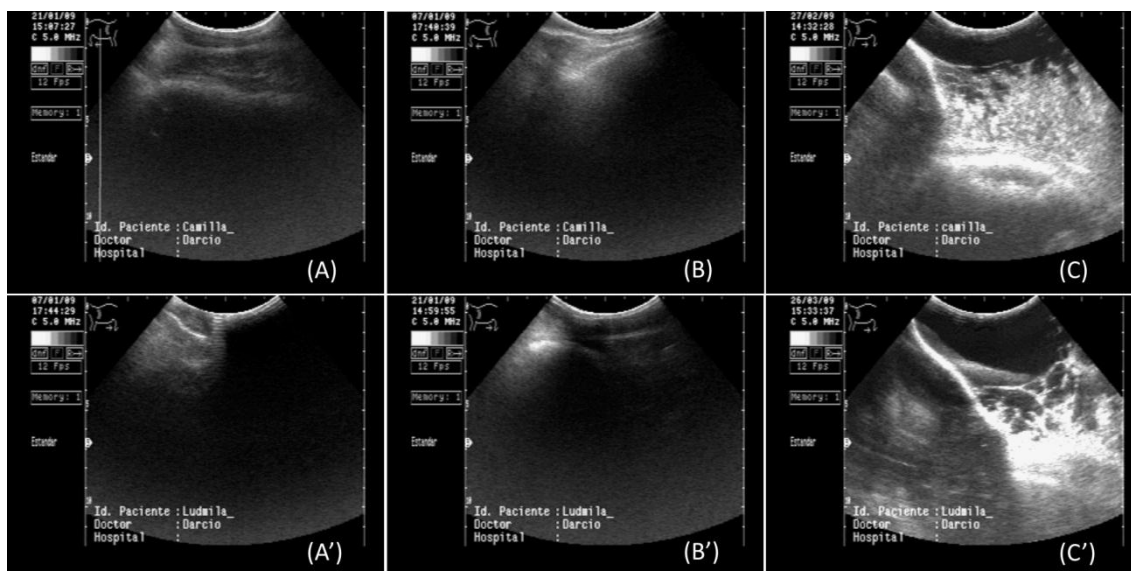 21/01/09
15:07:27
C 5.0 MHz
dnf F R→
12 Fps
Memory: 1
Estandar
Id. Paciente : Camilla_
Doctor : Darcio
Hospital :
(A)
07/01/09
17:40:39
C 5.0 MHz
dnf F R→
12 Fps
Memory: 1
Estandar
Id. Paciente : Camilla_
Doctor : Darcio
Hospital :
(B)
27/02/09
14:32:28
C 5.0 MHz
dnf F R→
12 Fps
Memory: 1
Estandar
Id. Paciente : camilla_
Doctor : Darcio
Hospital :
(C)
07/01/09
17:44:29
C 5.0 MHz
dnf F R→
12 Fps
Memory: 1
Estandar
Id. Paciente : Ludmila_
Doctor : Darcio
Hospital :
(A’)
21/01/09
14:59:55
C 5.0 MHz
dnf F R→
12 Fps
Memory: 1
Estandar
Id. Paciente : Ludmila_
Doctor : Darcio
Hospital :
(B’)
26/03/09
15:33:37
C 5.0 MHz
dnf F R→
12 Fps
Memory: 1
Estandar
Id. Paciente : Ludmila_
Doctor : Darcio
Hospital :
(C’)